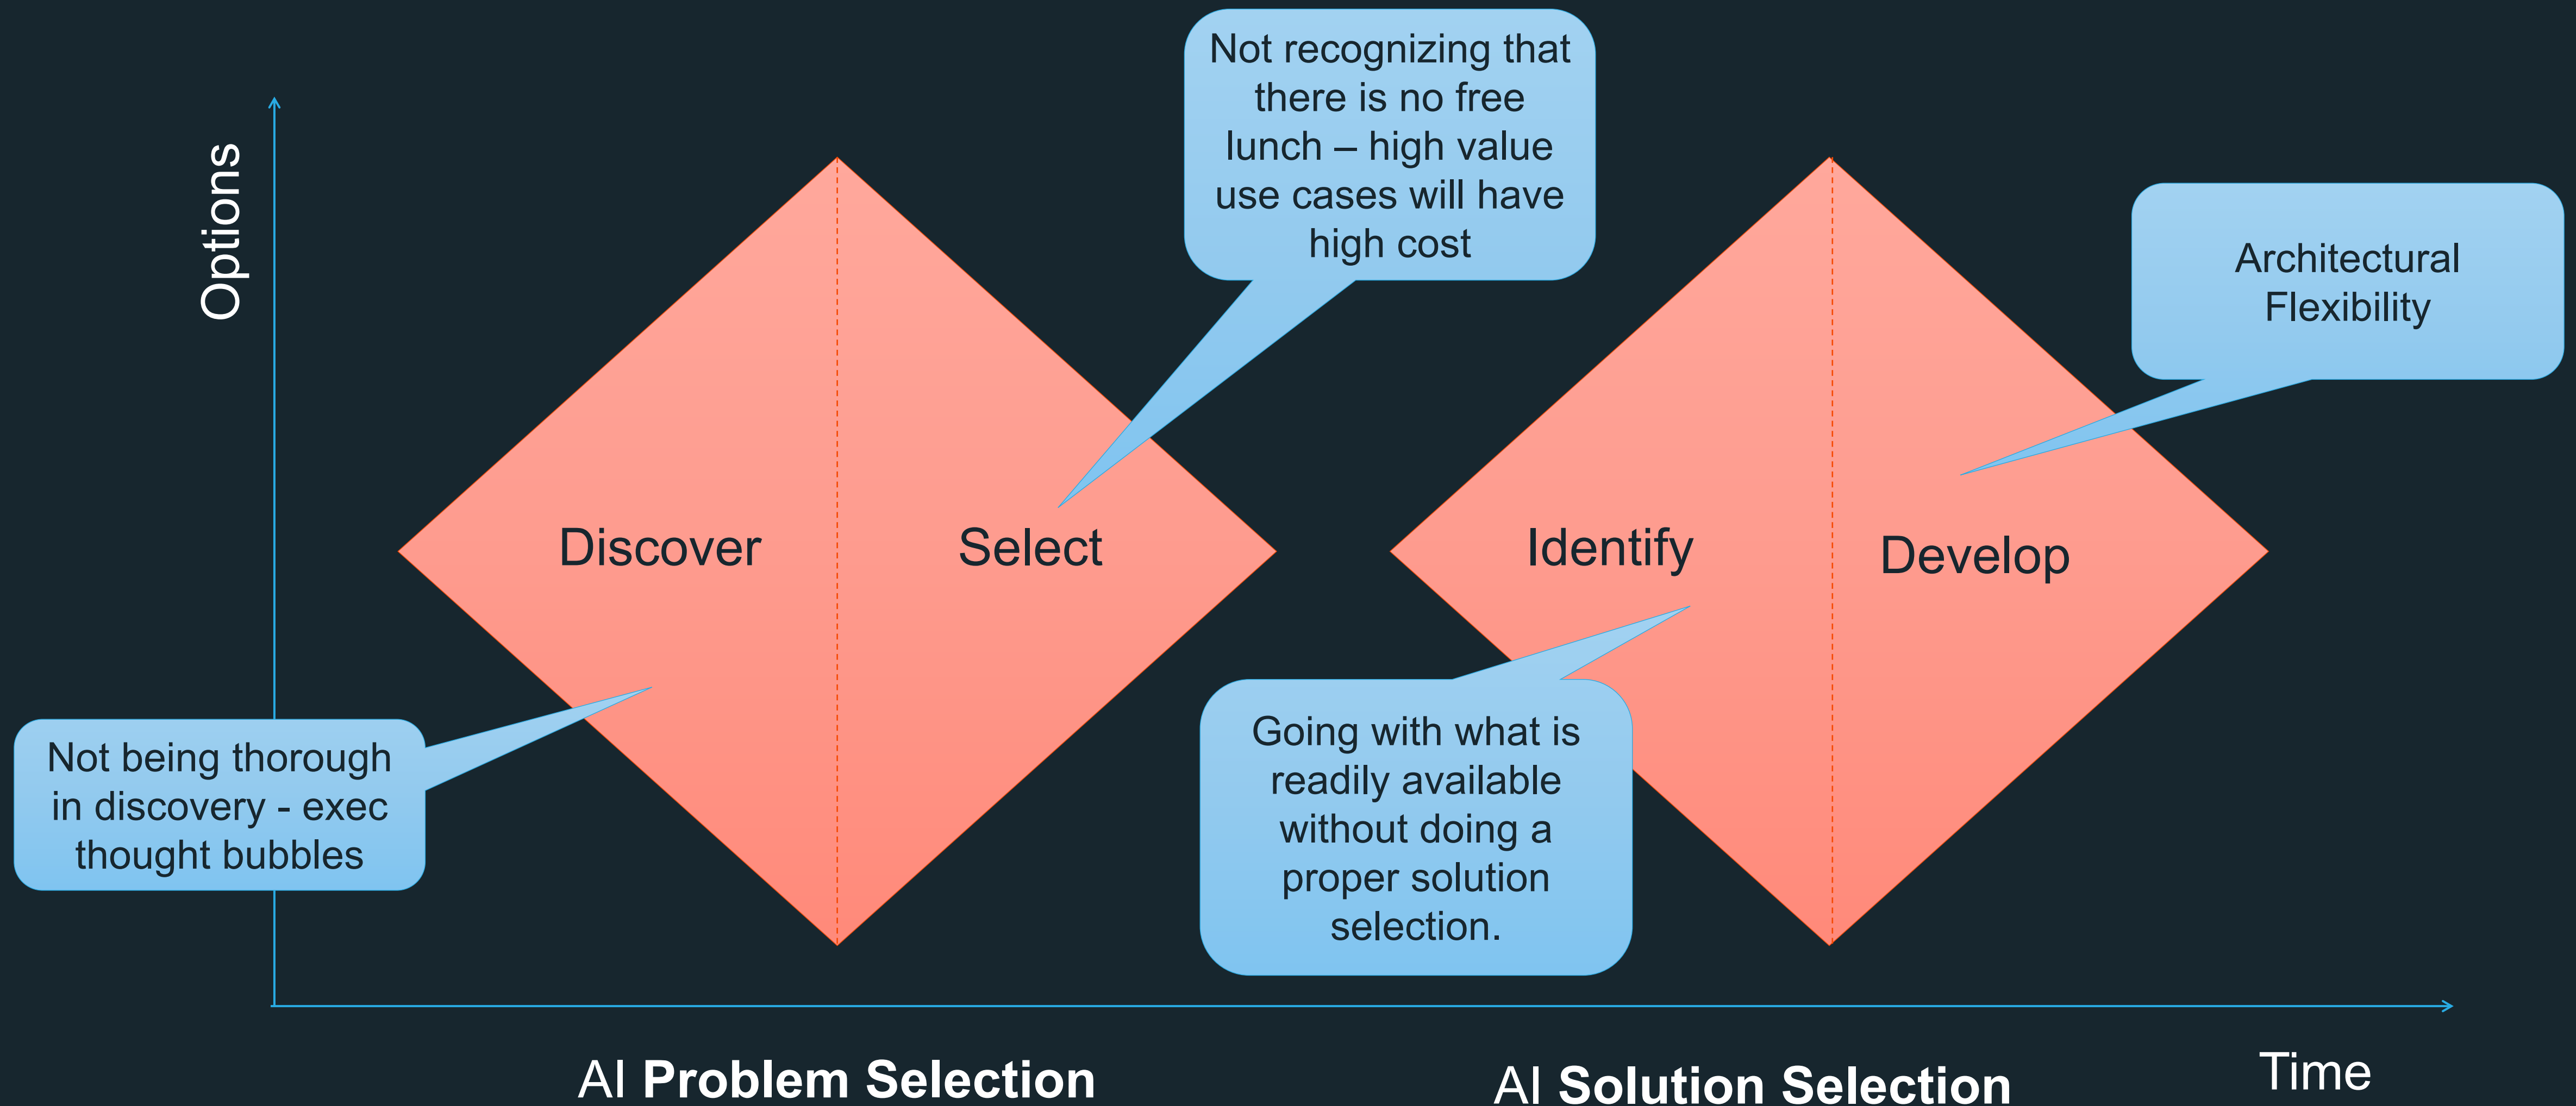 Options
Not recognizing that
there is no free
lunch – high value
use cases will have
high cost
Architectural
Flexibility
Discover
Select
Identify
Develop
Not being thorough
in discovery - exec
thought bubbles
Going with what is
readily available
without doing a
proper solution
selection.
AI Problem Selection
AI Solution Selection
Time